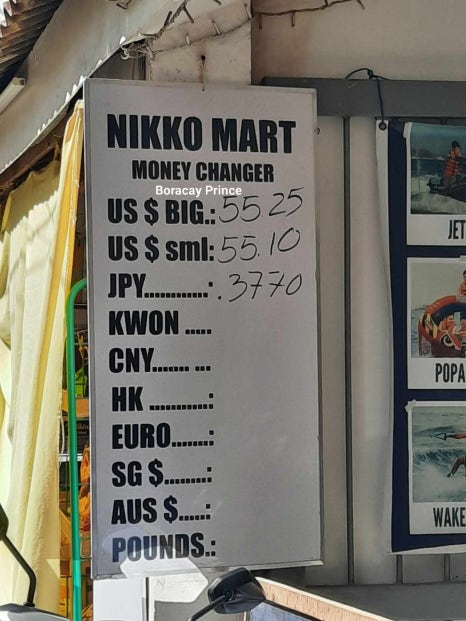 NIKKO MART
MONEY CHANGER
Boracay Prince
US $ BIG.: 55.25
US $ sml: 55.10
JPY............: .3770
KWON .....
CNY....... ...
HK ...........:
EURO.......:
SG $........:
AUS $.....:
POUNDS.:
JET
POPA
WAKE